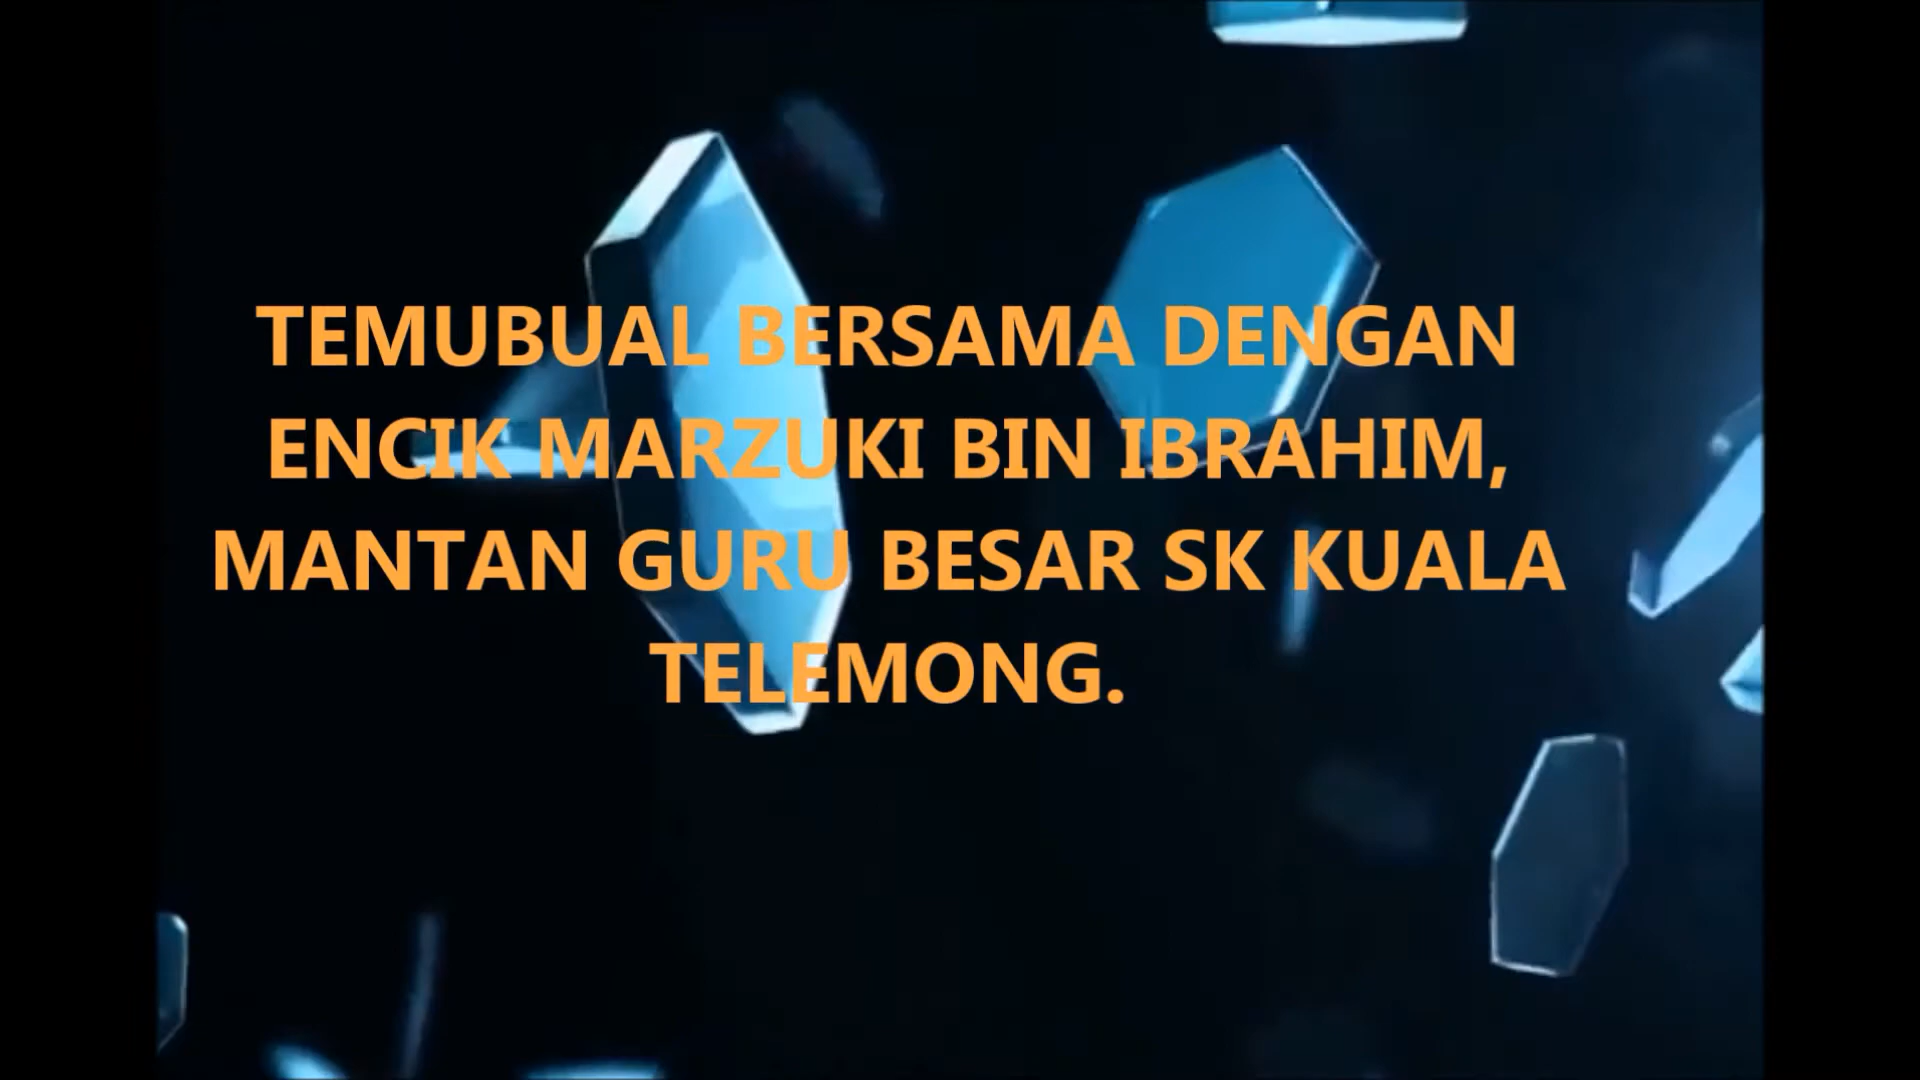 TEMUBUAL BERSAMA DENGAN
ENCIK MARZUKI BIN IBRAHIM,
MANTAN GURU BESAR SK KUALA
TELEMONG.